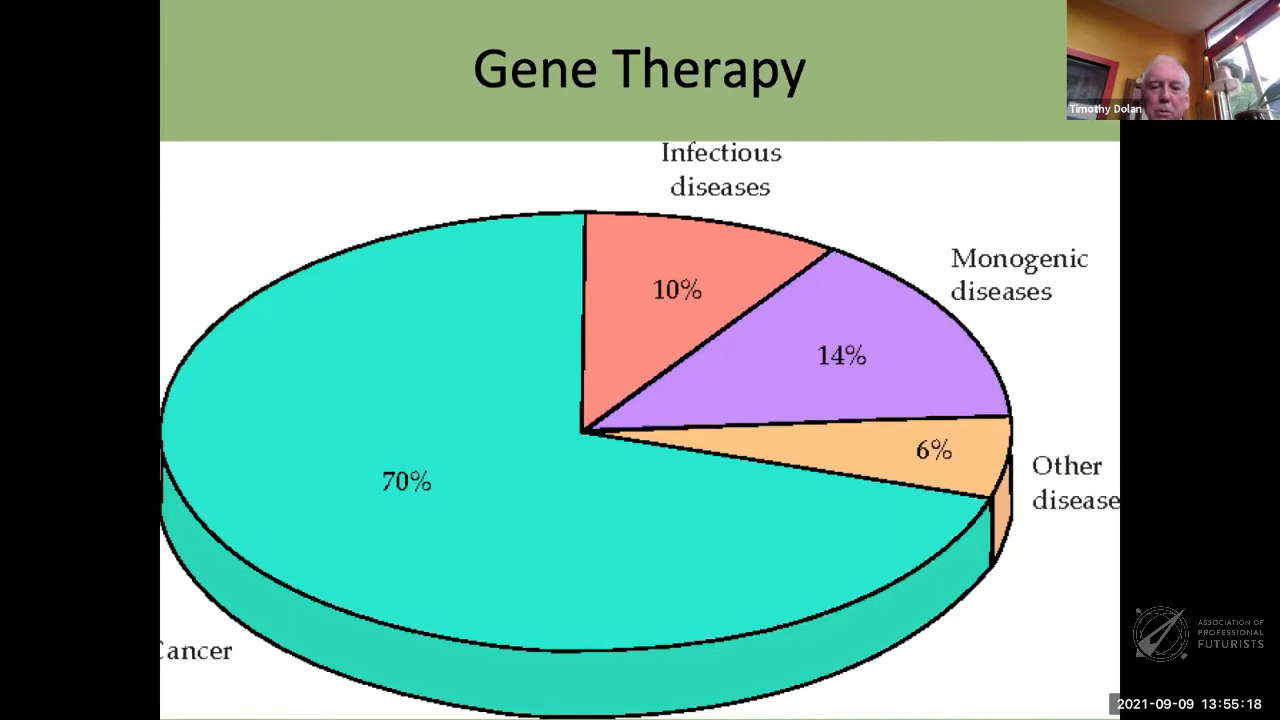 Gene Therapy
Timothy Dolan
Infectious
diseases
Monogenic
diseases
10%
14%
6%
Other
disease
70%
Cancer
ASSOCIATION OF
PROFESSIONAL
FUTURISTS
2021-09-09 13:55:18